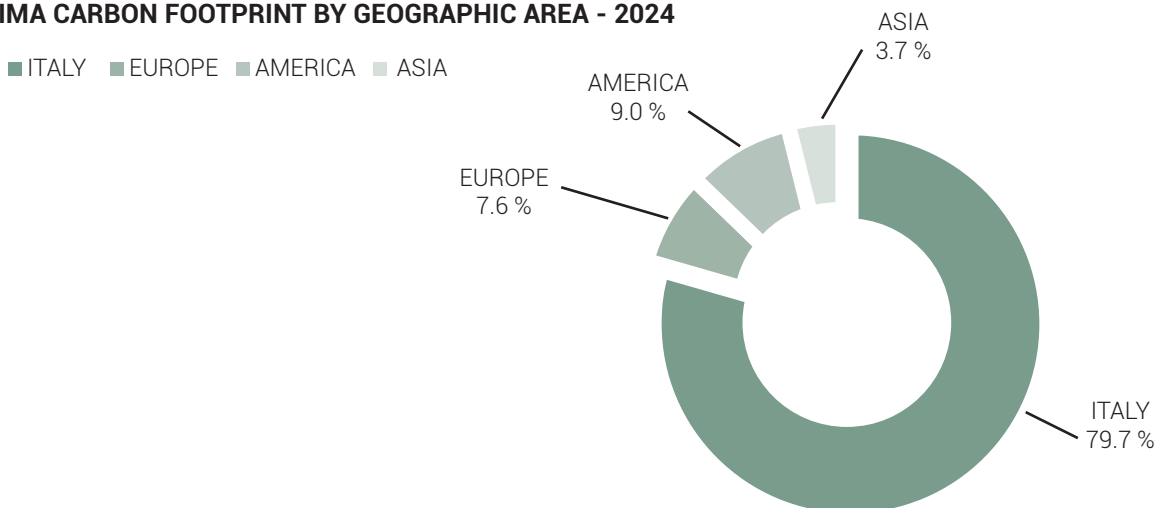 IMA CARBON FOOTPRINT BY GEOGRAPHIC AREA - 2024
ITALY EUROPE AMERICA ASIA
ASIA
3.7 %
AMERICA
9.0 %
EUROPE
7.6 %
ITALY
79.7 %